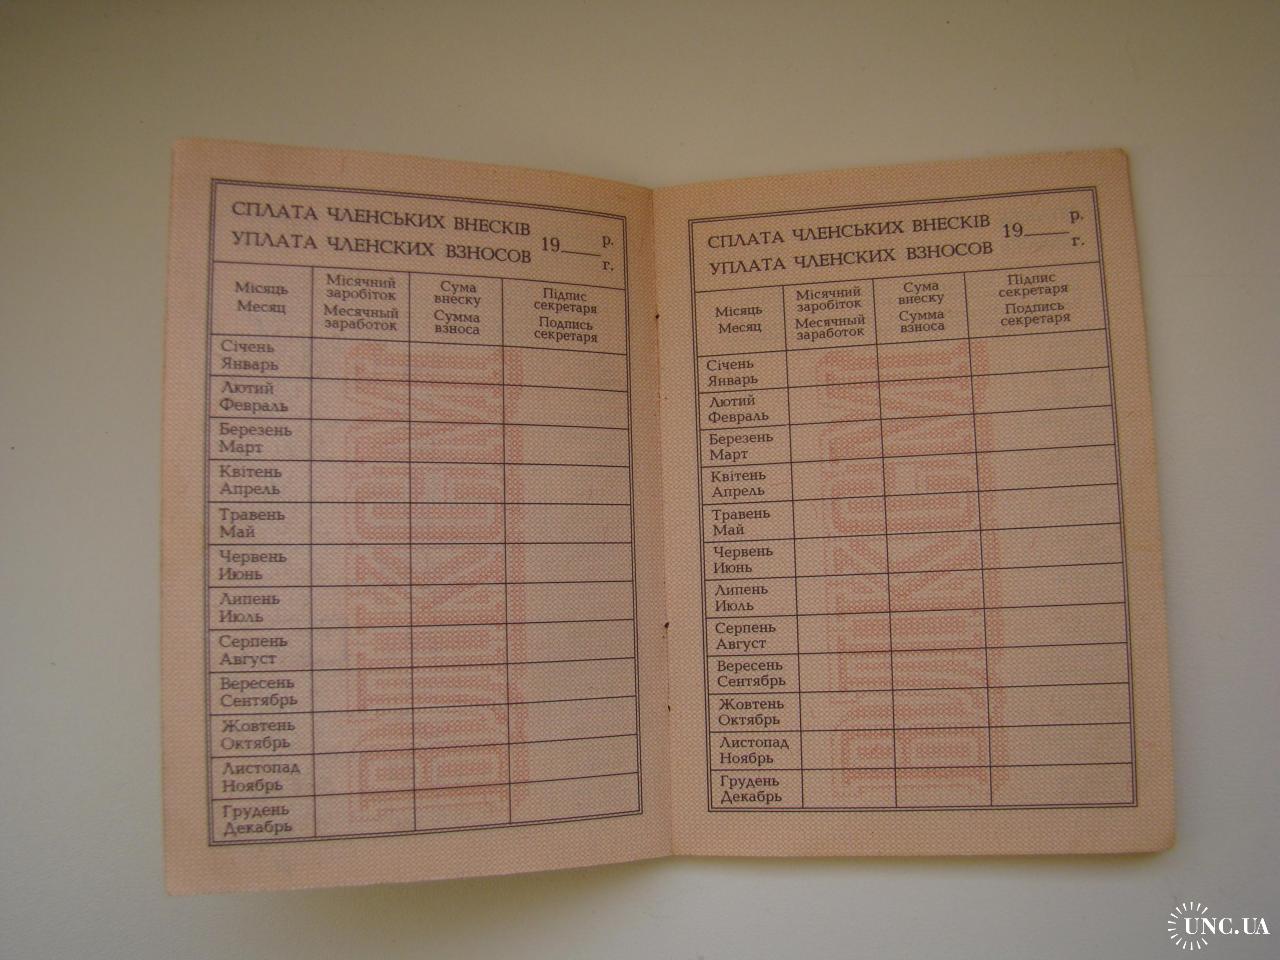 СПЛАТА ЧЛЕНСЬКИХ ВНЕСКІВ
УПЛАТА ЧЛЕНСКИХ ВЗНОСОВ
19___ р.
г.
Місяць
Месяц
Місячний
заробіток
Месячный
заработок
Сума
внеску
Сумма
взноса
Підпис
секретаря
Подпись
секретаря
Січень
Январь
Лютий
Февраль
Березень
Март
Квітень
Апрель
Травень
Май
Червень
Июнь
Липень
Июль
Серпень
Август
Вересень
Сентябрь
Жовтень
Октябрь
Листопад
Ноябрь
Грудень
Декабрь
СПЛАТА ЧЛЕНСЬКИХ ВНЕСКІВ
УПЛАТА ЧЛЕНСКИХ ВЗНОСОВ
19___ р.
г.
Місяць
Месяц
Місячний
заробіток
Месячный
заработок
Сума
внеску
Сумма
взноса
Підпис
секретаря
Подпись
секретаря
Січень
Январь
Лютий
Февраль
Березень
Март
Квітень
Апрель
Травень
Май
Червень
Июнь
Липень
Июль
Серпень
Август
Вересень
Сентябрь
Жовтень
Октябрь
Листопад
Ноябрь
Грудень
Декабрь
UNC.UA